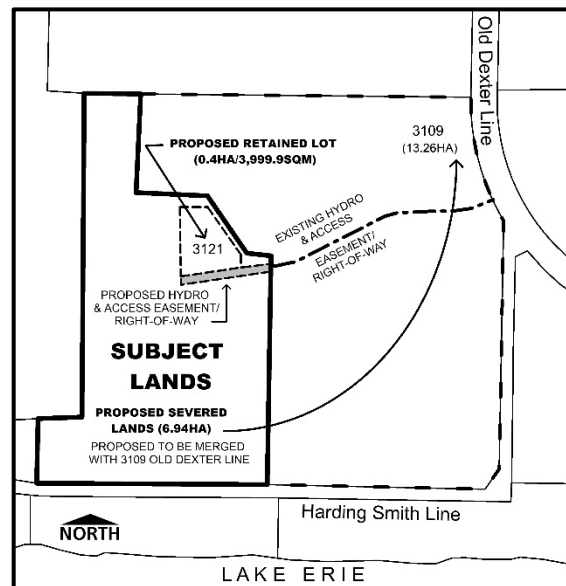 Old Dexter Line
3109
(13.26HA)
PROPOSED RETAINED LOT
(0.4HA/3,999.9SQM)
EXISTING HYDRO
& ACCESS
EASEMENT/
RIGHT-OF-WAY
3121
PROPOSED HYDRO
& ACCESS EASEMENT/
RIGHT-OF-WAY
SUBJECT
LANDS
PROPOSED SEVERED
LANDS (6.94HA)
PROPOSED TO BE MERGED
WITH 3109 OLD DEXTER LINE
Harding Smith Line
NORTH
LAKE ERIE